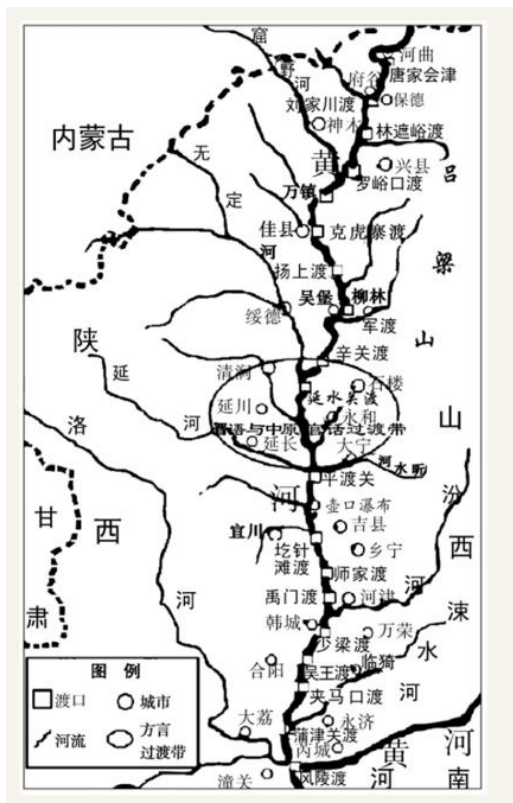 窟
野
河
河曲
府谷
唐家会津
保德
刘家川渡
神木
林遮峪渡
内蒙古
黄
兴县
罗峪口渡
吕
无
定
河
万镇
佳县
克虎寨渡
梁
扬上渡
吴堡
柳林
绥德
军渡
山
陕
辛关渡
延
清涧
石楼
延水关渡
延川
永和
河
晋语与中原官话过渡带
延长
大宁
山
洛
河水昕
平渡关
汾
甘
西
河
壶口瀑布
吉县
宜川
圪针
滩渡
乡宁
西
师家渡
河
禹门渡
河津
涑
肃
河
韩城
万荣
少梁渡
水
图 例
合阳
吴王渡
临猗
渡口
城市
夹马口渡
河
河流
方言
过渡带
大荔
永济
蒲津关渡
芮城
黄
河
潼关
风陵渡
河
南